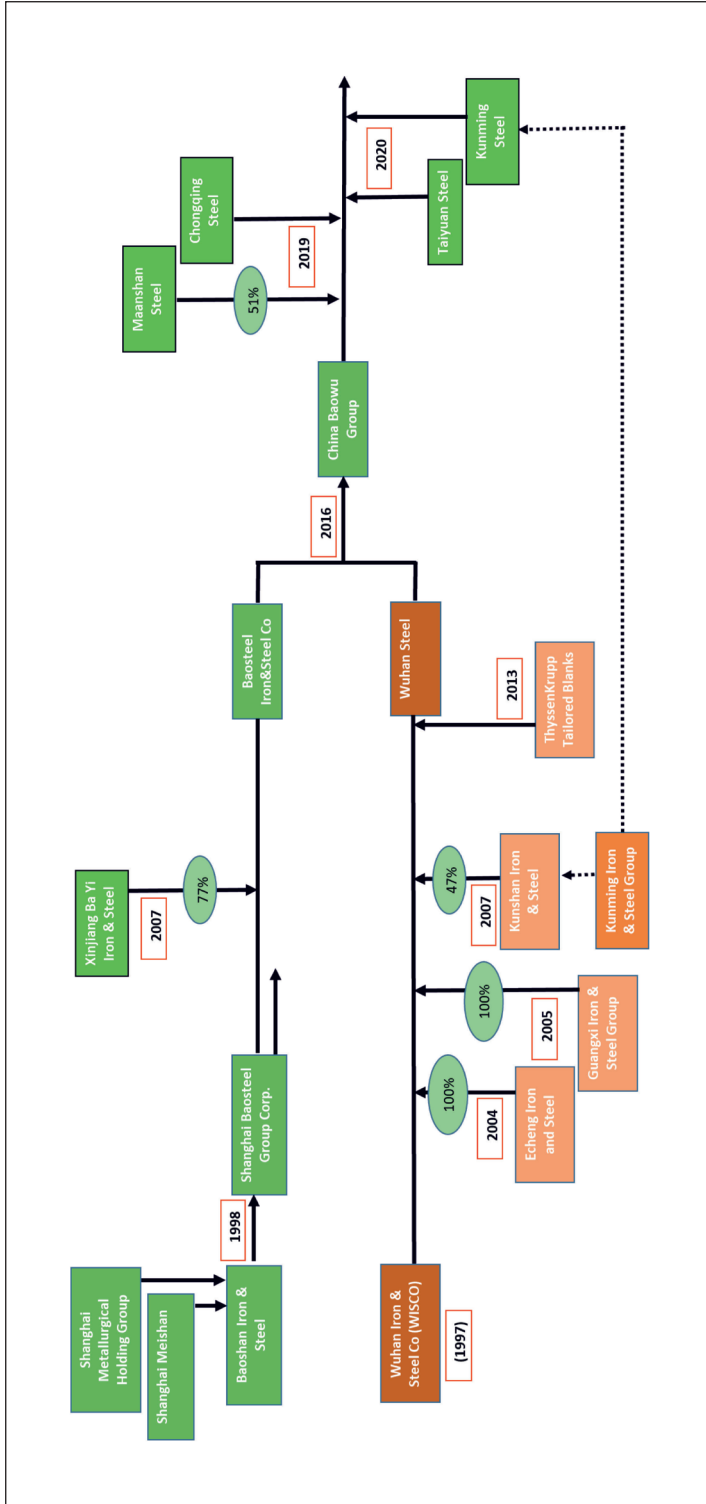 Shanghai
Metallurgical
Holding Group
Shanghai Meishan
Baoshan Iron &
Steel
1998
Shanghai Baosteel
Group Corp.
Xinjiang Ba Yi
Iron & Steel
2007
77%
Baosteel
Iron&Steel Co
Wuhan Iron &
Steel Co (WISCO)
(1997)
100%
2004
Echeng Iron
and Steel
100%
2005
Guangxi Iron &
Steel Group
47%
2007
Kunshan Iron
& Steel
Kunming Iron
& Steel Group
2013
ThyssenKrupp
Tailored Blanks
Wuhan Steel
2016
China Baowu
Group
Maanshan
Steel
51%
Chongqing
Steel
2019
2020
Taiyuan Steel
Kunming
Steel